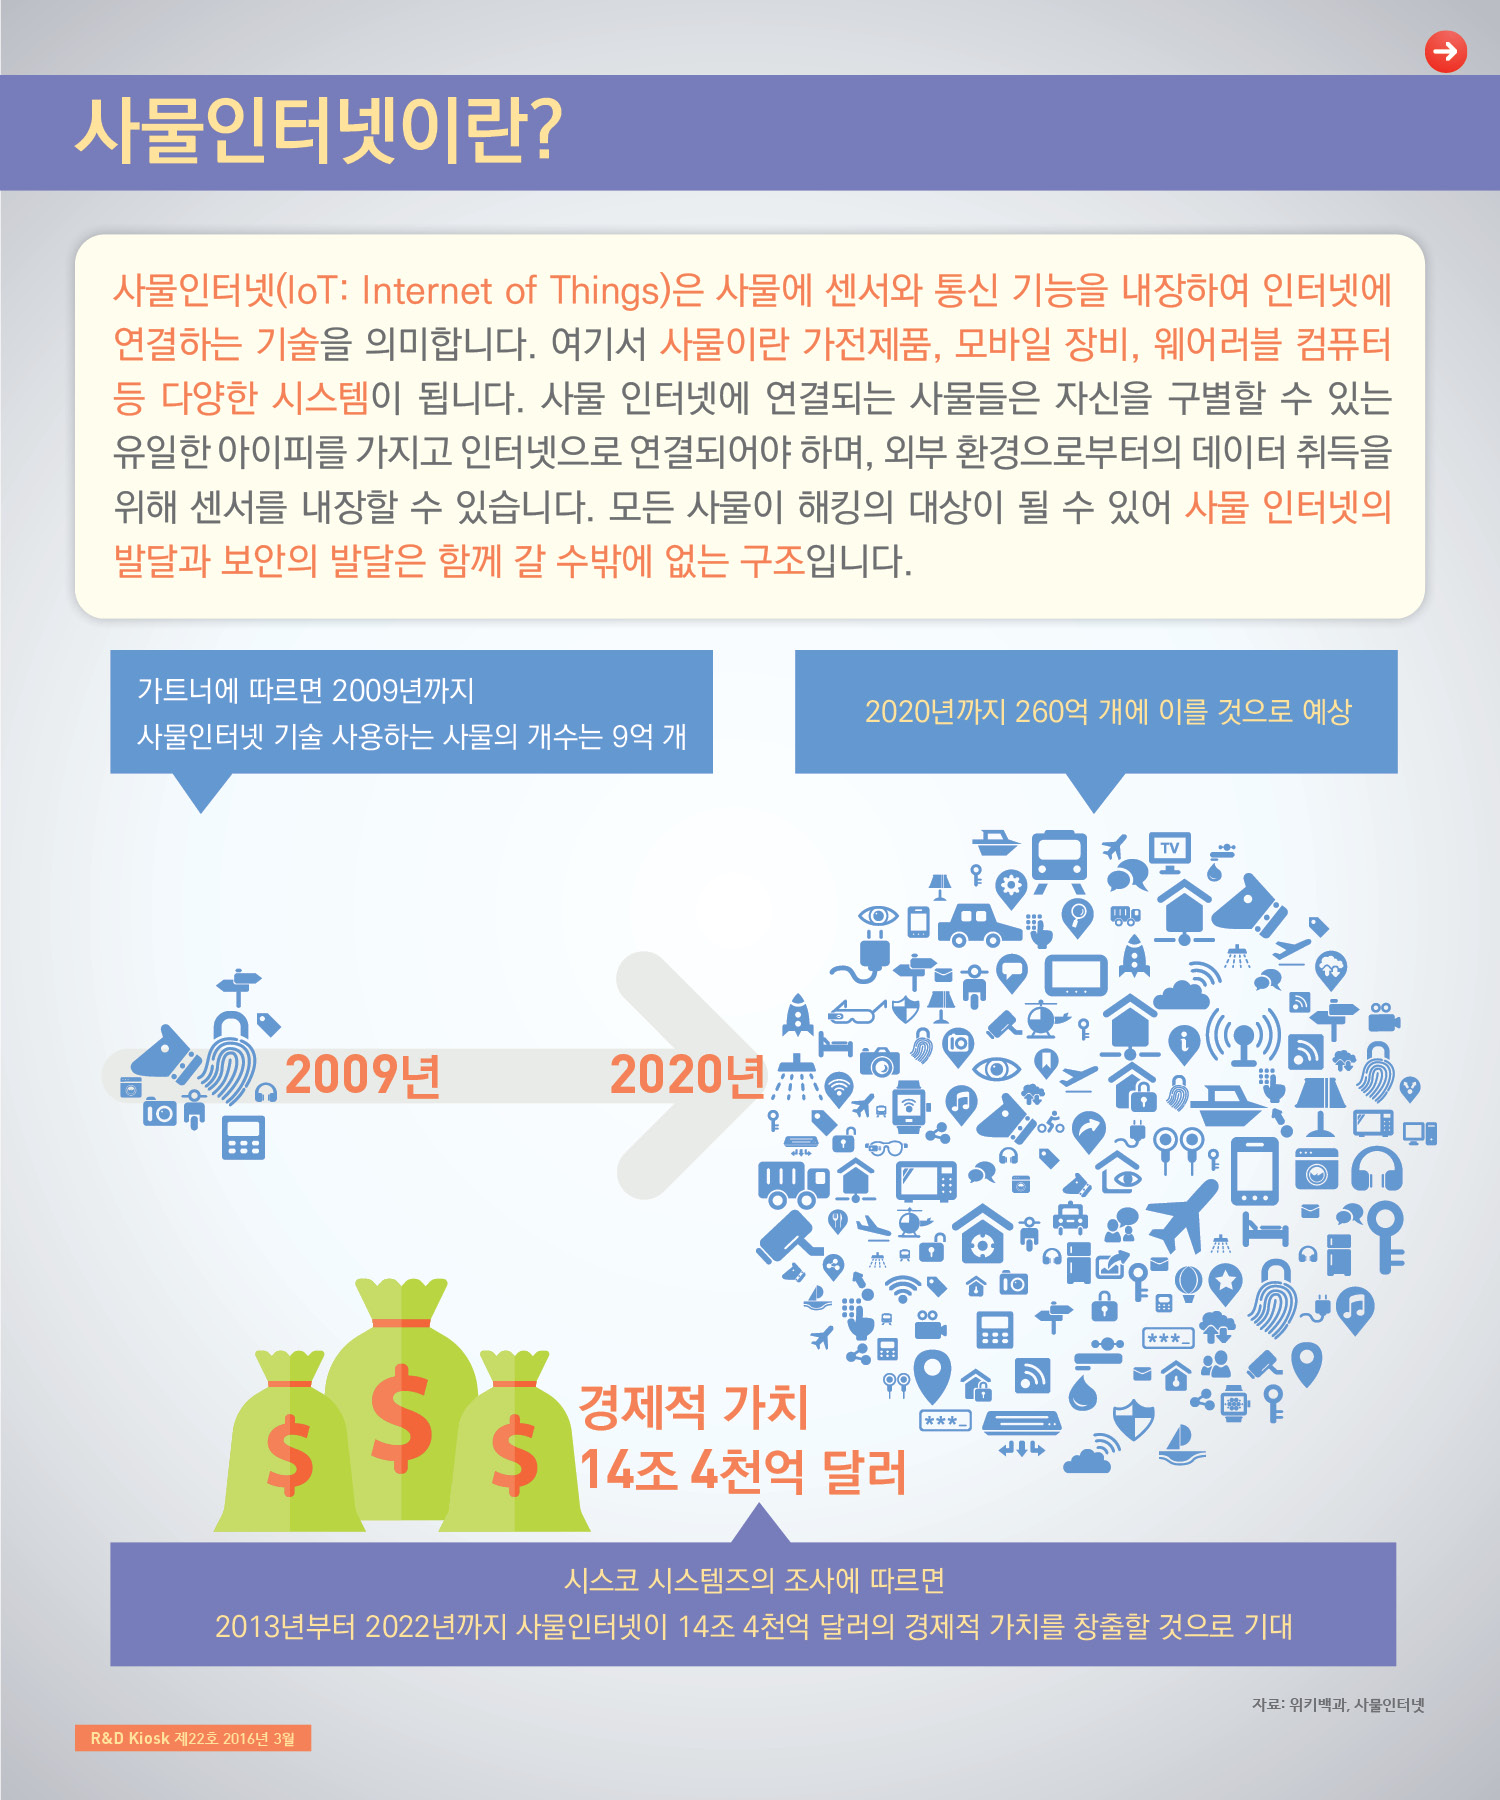 사물인터넷이란?
사물인터넷(IoT: Internet of Things)은 사물에 센서와 통신 기능을 내장하여 인터넷에
연결하는 기술을 의미합니다. 여기서 사물이란 가전제품, 모바일 장비, 웨어러블 컴퓨터
등 다양한 시스템이 됩니다. 사물 인터넷에 연결되는 사물들은 자신을 구별할 수 있는
유일한 아이피를 가지고 인터넷으로 연결되어야 하며, 외부 환경으로부터의 데이터 취득을
위해 센서를 내장할 수 있습니다. 모든 사물이 해킹의 대상이 될 수 있어 사물 인터넷의
발달과 보안의 발달은 함께 갈 수밖에 없는 구조입니다.
가트너에 따르면 2009년까지
사물인터넷 기술 사용하는 사물의 개수는 9억 개
2020년까지 260억 개에 이를 것으로 예상
TV
2009년
2020년
***_
***_
$ $ $
경제적 가치
14조 4천억 달러
시스코 시스템즈의 조사에 따르면
2013년부터 2022년까지 사물인터넷이 14조 4천억 달러의 경제적 가치를 창출할 것으로 기대
자료: 위키백과, 사물인터넷
R&D Kiosk 제22호 2016년 3월